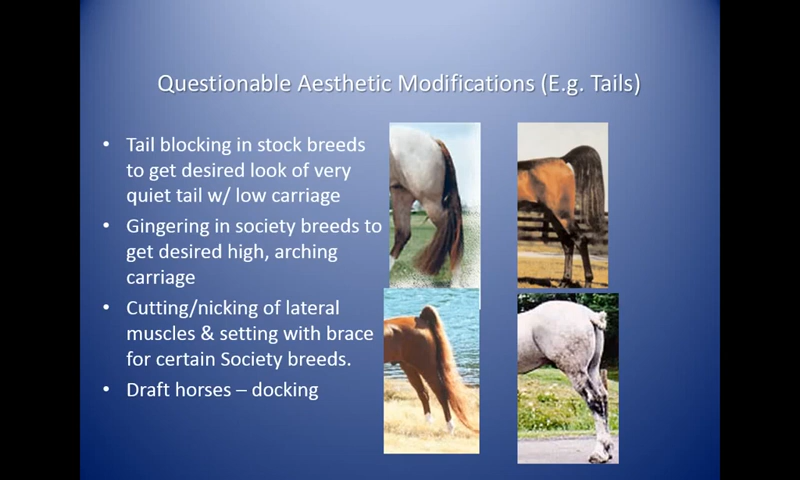 Questionable Aesthetic Modifications (E.g. Tails)
• Tail blocking in stock breeds
to get desired look of very
quiet tail w/ low carriage
• Gingering in society breeds to
get desired high, arching
carriage
• Cutting/nicking of lateral
muscles & setting with brace
for certain Society breeds.
• Draft horses – docking